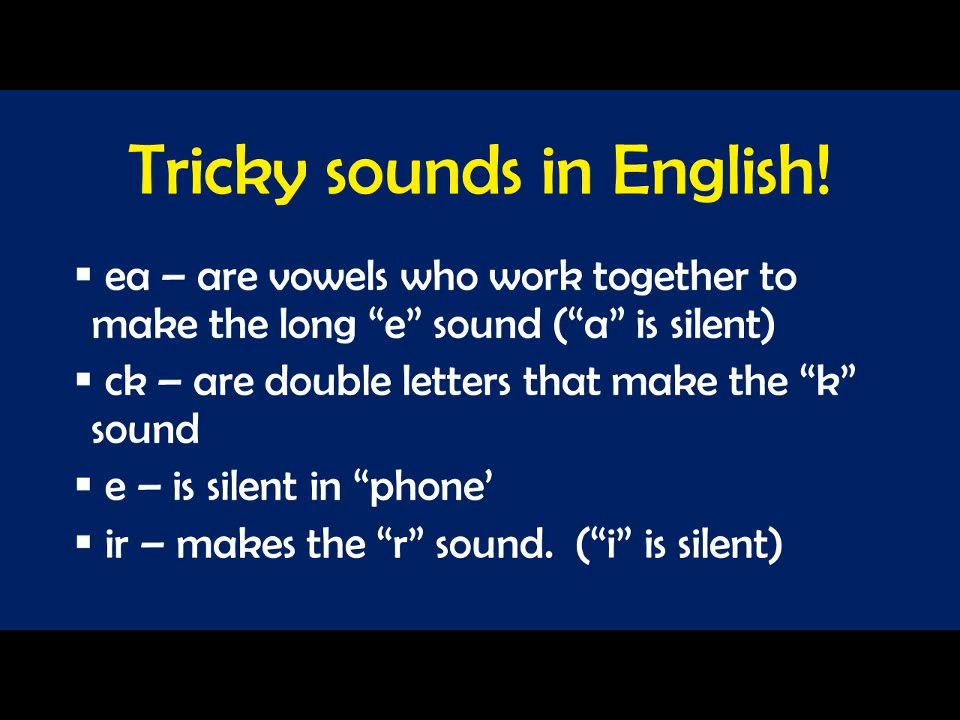 Tricky sounds in English!
▪ ea – are vowels who work together to
make the long “e” sound (“a” is silent)
▪ ck – are double letters that make the “k”
sound
▪ e – is silent in “phone’
▪ ir – makes the “r” sound.  (“i” is silent)